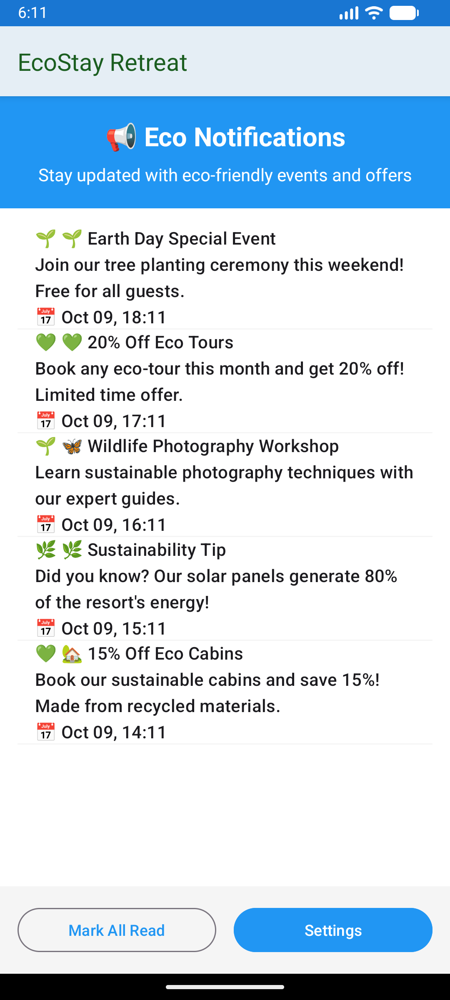 6:11
EcoStay Retreat
📢 Eco Notifications
Stay updated with eco-friendly events and offers
🌱 🌱 Earth Day Special Event
Join our tree planting ceremony this weekend!
Free for all guests.
📅 Oct 09, 18:11
💚 💚 20% Off Eco Tours
Book any eco-tour this month and get 20% off!
Limited time offer.
📅 Oct 09, 17:11
🌱 🦋 Wildlife Photography Workshop
Learn sustainable photography techniques with
our expert guides.
📅 Oct 09, 16:11
🌿 🌿 Sustainability Tip
Did you know? Our solar panels generate 80%
of the resort's energy!
📅 Oct 09, 15:11
💚 🏡 15% Off Eco Cabins
Book our sustainable cabins and save 15%!
Made from recycled materials.
📅 Oct 09, 14:11
Mark All Read
Settings